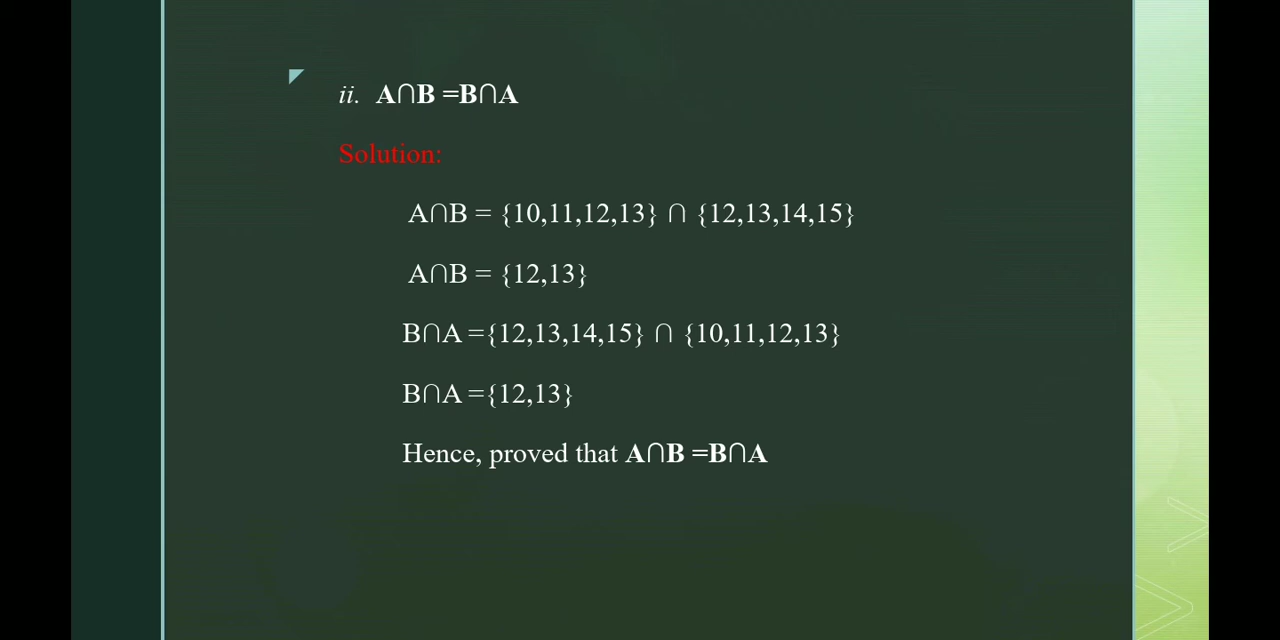 ii. A∩B =B∩A
Solution:
A∩B = {10,11,12,13} ∩ {12,13,14,15}
A∩B = {12,13}
B∩A ={12,13,14,15} ∩ {10,11,12,13}
B∩A ={12,13}
Hence, proved that A∩B =B∩A